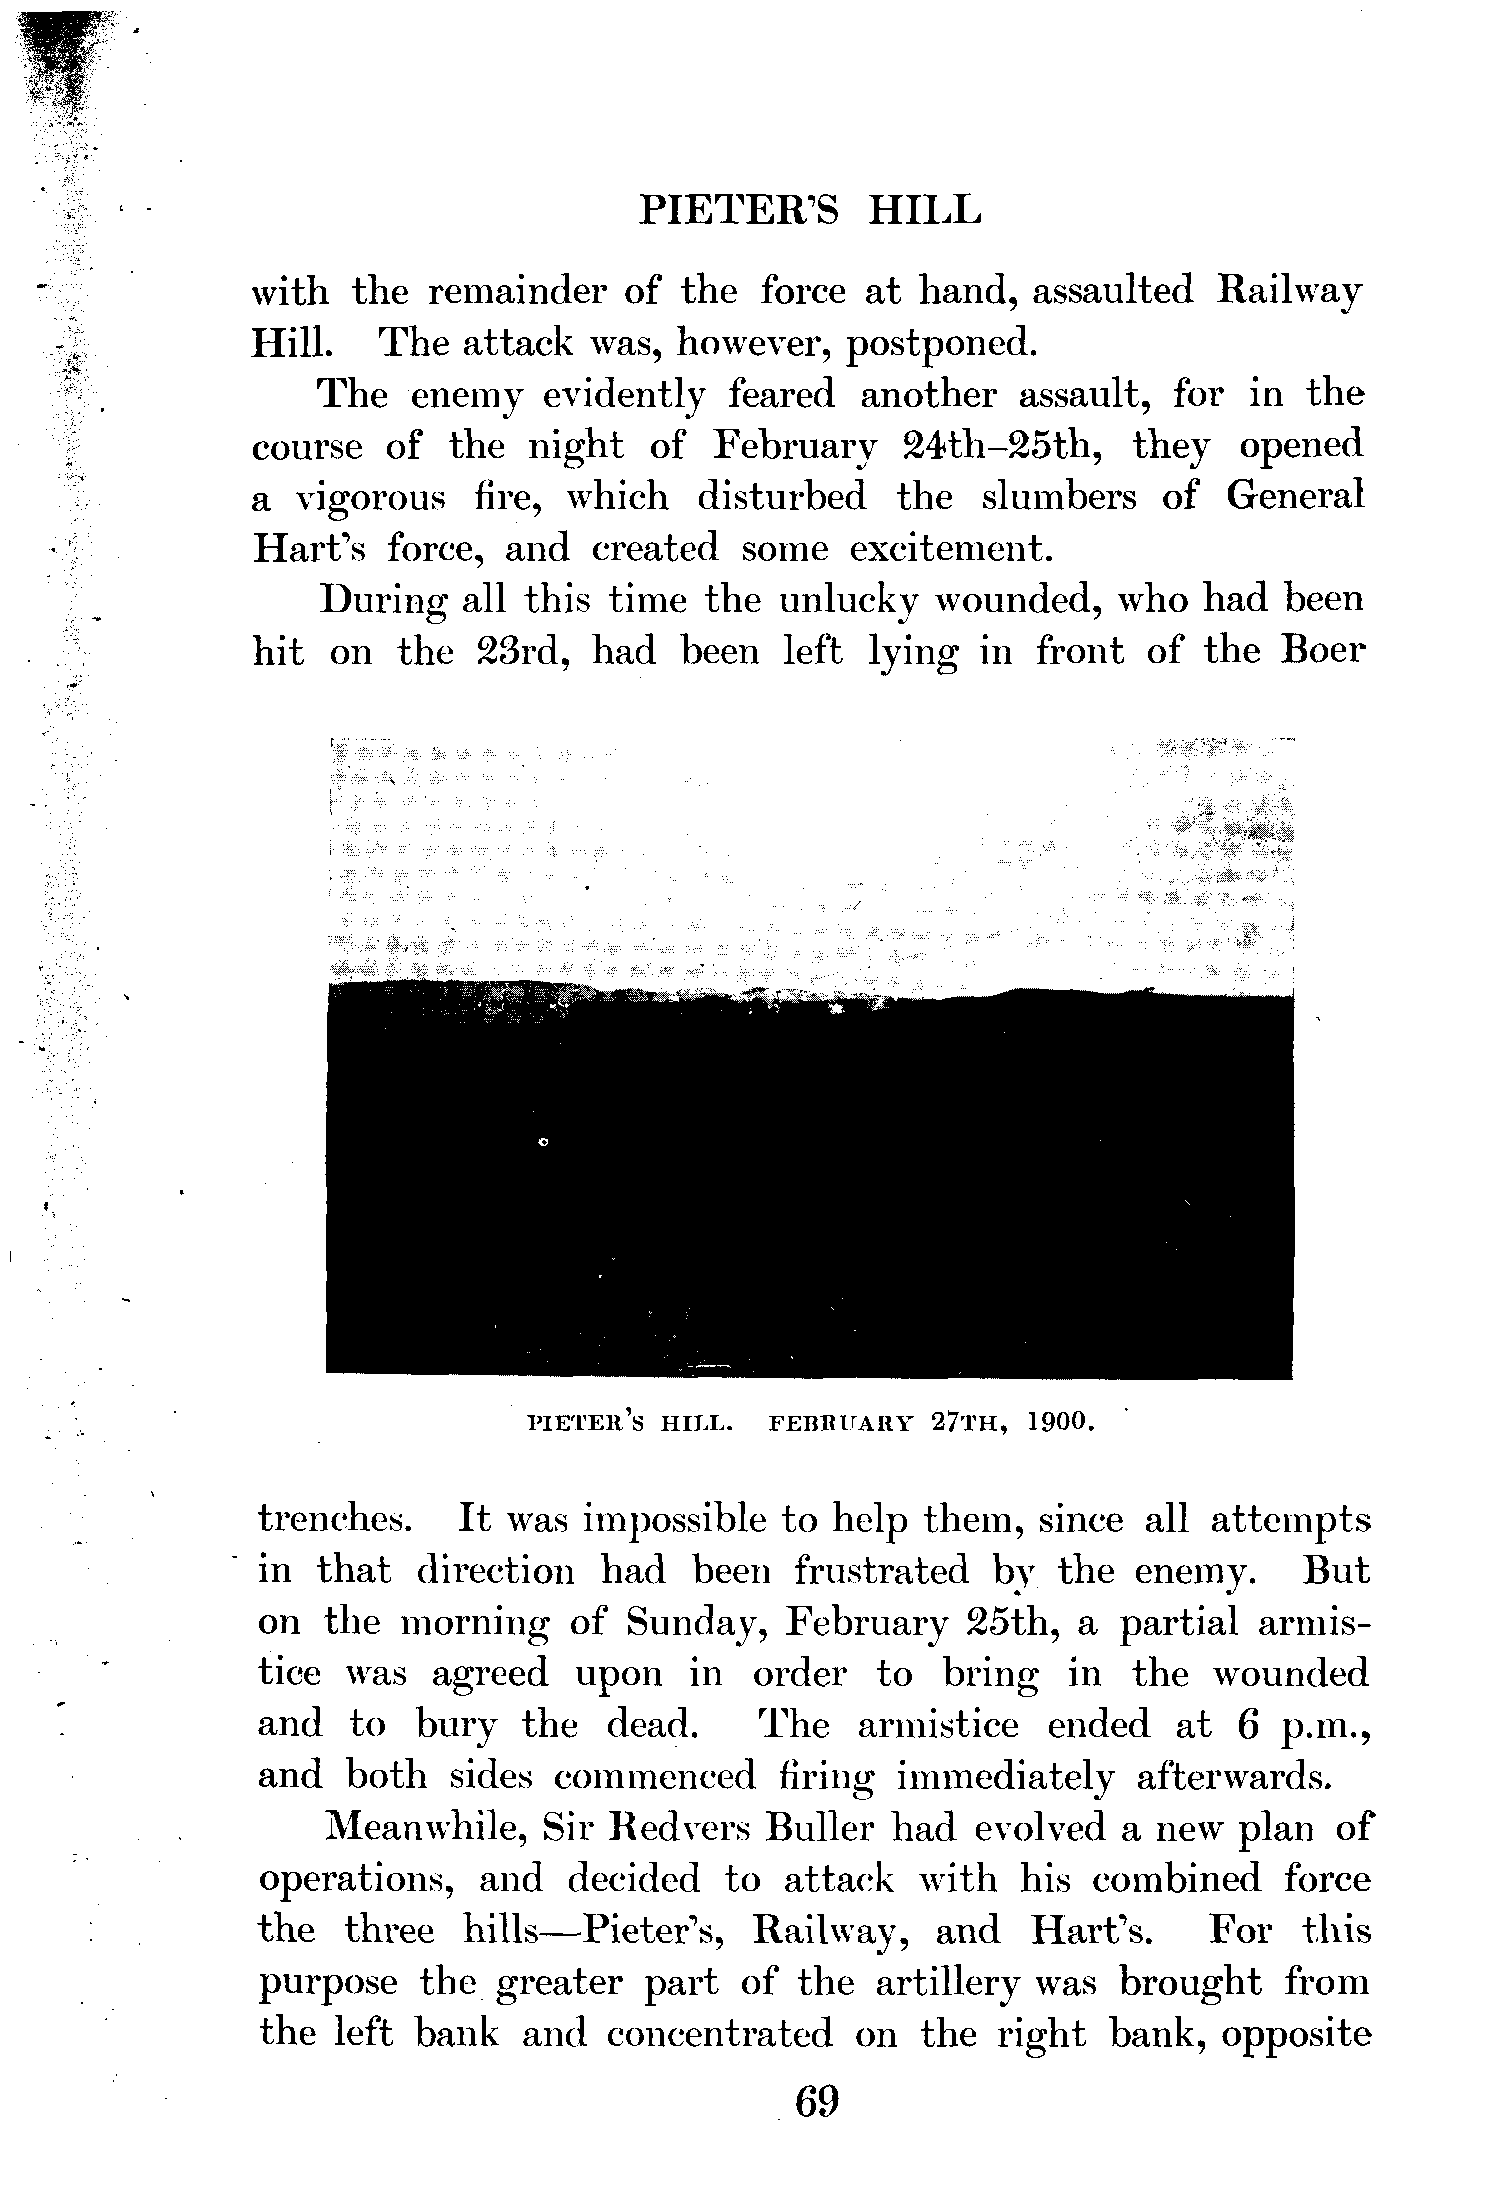 PIETER'S HILL
with the remainder of the force at hand, assaulted Railway
Hill. The attack was, however, postponed.
The enemy evidently feared another assault, for in the
course of the night of February 24th–25th, they opened
a vigorous fire, which disturbed the slumbers of General
Hart's force, and created some excitement.
During all this time the unlucky wounded, who had been
hit on the 23rd, had been left lying in front of the Boer
PIETER'S HILL. FEBRUARY 27TH, 1900.
trenches. It was impossible to help them, since all attempts
in that direction had been frustrated by the enemy. But
on the morning of Sunday, February 25th, a partial armis-
tice was agreed upon in order to bring in the wounded
and to bury the dead. The armistice ended at 6 p.m.,
and both sides commenced firing immediately afterwards.
Meanwhile, Sir Redvers Buller had evolved a new plan of
operations, and decided to attack with his combined force
the three hills—Pieter's, Railway, and Hart's. For this
purpose the greater part of the artillery was brought from
the left bank and concentrated on the right bank, opposite
69